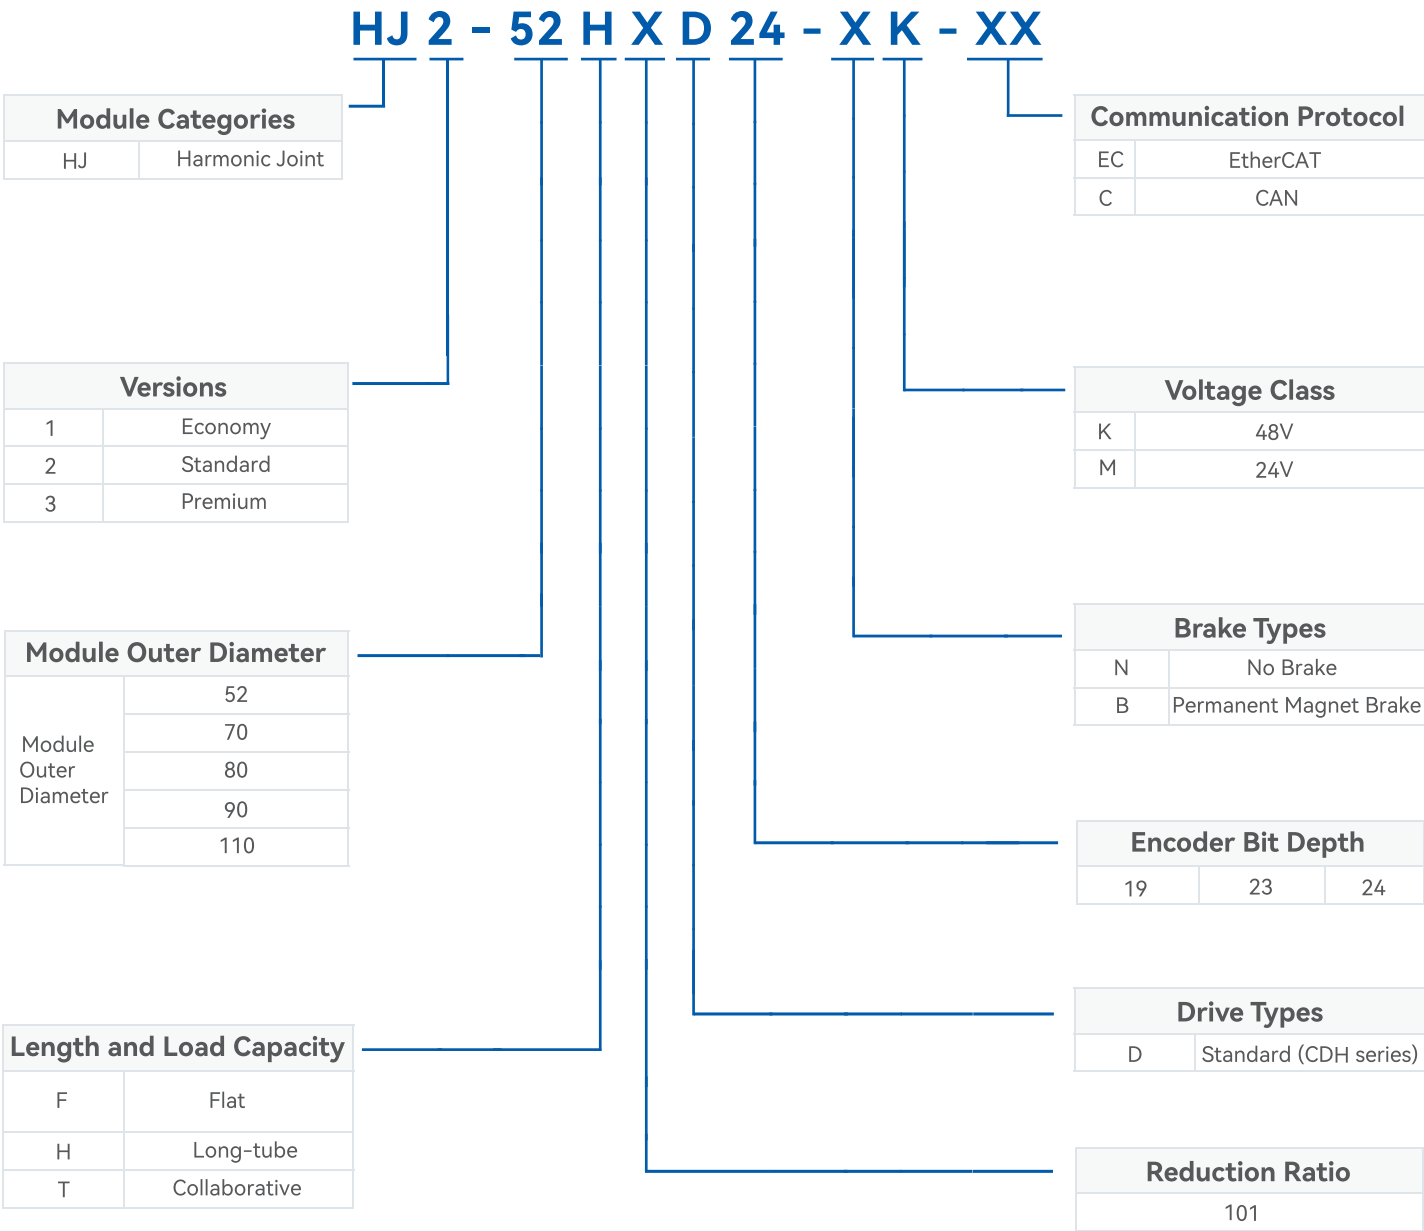 HJ 2 - 52 H X D 24 - X K - XX
Module Categories
HJ Harmonic Joint
Versions
1 Economy
2 Standard
3 Premium
Module Outer Diameter
Module
Outer
Diameter
52
70
80
90
110
Length and Load Capacity
F Flat
H Long-tube
T Collaborative
Communication Protocol
EC EtherCAT
C CAN
Voltage Class
K 48V
M 24V
Brake Types
N No Brake
B Permanent Magnet Brake
Encoder Bit Depth
19 23 24
Drive Types
D Standard (CDH series)
Reduction Ratio
101